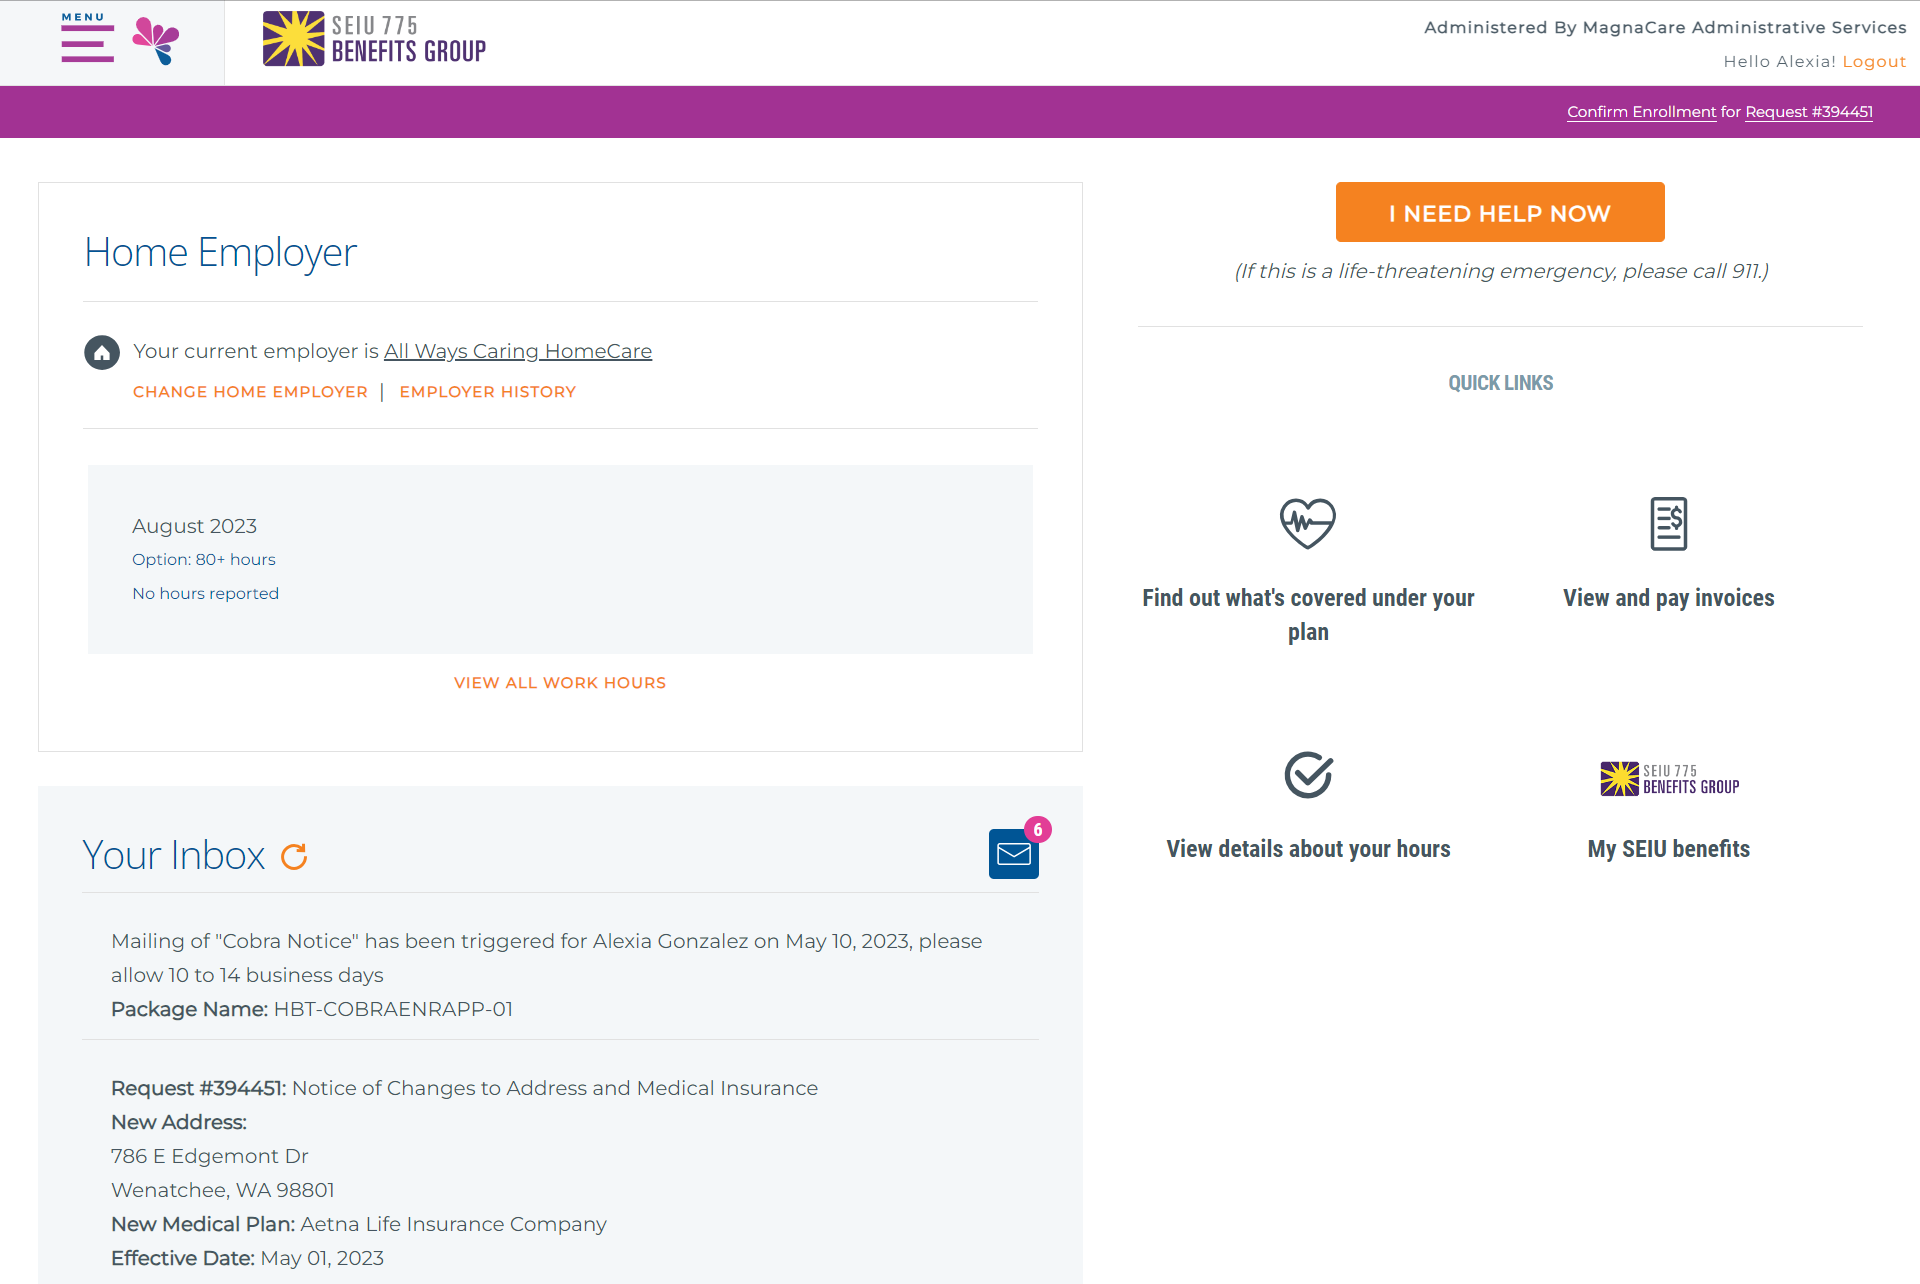 MENU
SEIU 775
BENEFITS GROUP
Administered By MagnaCare Administrative Services
Hello Alexia! Logout
Confirm Enrollment for Request #394451
Home Employer
Your current employer is All Ways Caring HomeCare
CHANGE HOME EMPLOYER | EMPLOYER HISTORY
August 2023
Option: 80+ hours
No hours reported
VIEW ALL WORK HOURS
Your Inbox
6
Mailing of "Cobra Notice" has been triggered for Alexia Gonzalez on May 10, 2023, please
allow 10 to 14 business days
Package Name: HBT-COBRAENRAPP-01
Request #394451: Notice of Changes to Address and Medical Insurance
New Address:
786 E Edgemont Dr
Wenatchee, WA 98801
New Medical Plan: Aetna Life Insurance Company
Effective Date: May 01, 2023
I NEED HELP NOW
(If this is a life-threatening emergency, please call 911.)
QUICK LINKS
Find out what's covered under your
plan
View and pay invoices
View details about your hours
SEIU 775
BENEFITS GROUP
My SEIU benefits